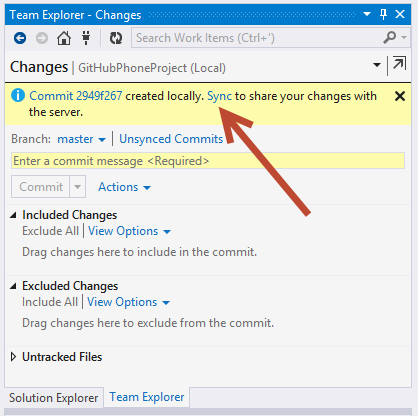 Team Explorer - Changes
Search Work Items (Ctrl+')
Changes | GitHubPhoneProject (Local)
Commit 2949f267 created locally. Sync to share your changes with
the server.
Branch: master | Unsynced Commits
Enter a commit message <Required>
Commit Actions
Included Changes
Exclude All | View Options
Drag changes here to include in the commit.
Excluded Changes
Include All | View Options
Drag changes here to exclude from the commit.
Untracked Files
Solution Explorer Team Explorer